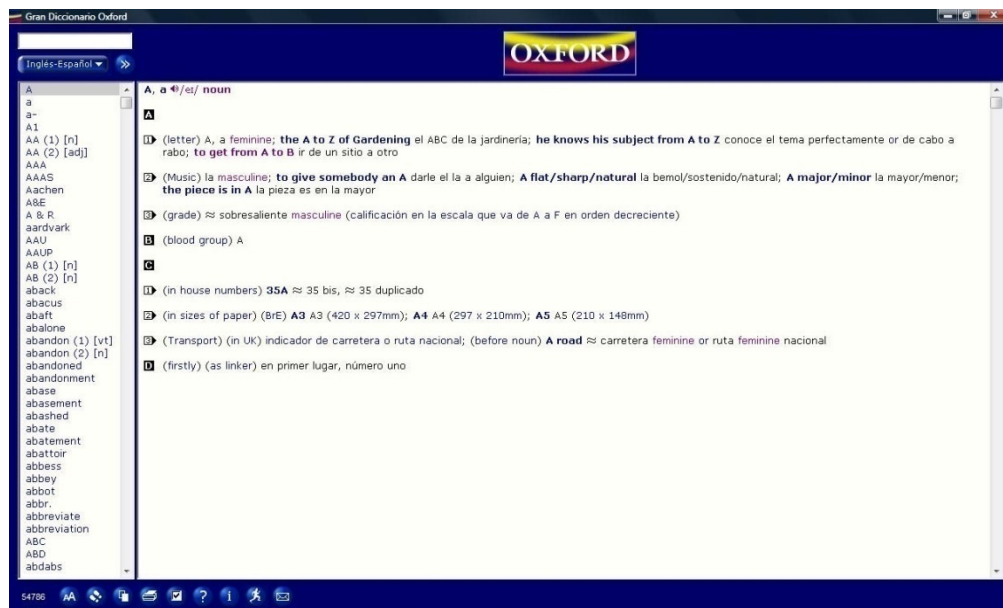 Gran Diccionario Oxford
OXFORD
Inglés-Español
A
a
a-
A1
AA (1) [n]
AA (2) [adj]
AAA
AAAS
Aachen
A&E
A & R
aardvark
AAU
AAUP
AB (1) [n]
AB (2) [n]
aback
abacus
abaft
abalone
abandon (1) [vt]
abandon (2) [n]
abandoned
abandonment
abase
abasement
abashed
abate
abatement
abattoir
abbess
abbey
abbot
abbr.
abbreviate
abbreviation
ABC
ABD
abdabs
A, a /eɪ/ noun
A
1 (letter) A, a feminine; the A to Z of Gardening el ABC de la jardinería; he knows his subject from A to Z conoce el tema perfectamente or de cabo a
rabo; to get from A to B ir de un sitio a otro
2 (Music) la masculine; to give somebody an A darle el la a alguien; A flat/sharp/natural la bemol/sostenido/natural; A major/minor la mayor/menor;
the piece is in A la pieza es en la mayor
3 (grade) ≈ sobresaliente masculine (calificación en la escala que va de A a F en orden decreciente)
B (blood group) A
C
1 (in house numbers) 35A ≈ 35 bis, ≈ 35 duplicado
2 (in sizes of paper) (BrE) A3 A3 (420 x 297mm); A4 A4 (297 x 210mm); A5 A5 (210 x 148mm)
3 (Transport) (in UK) indicador de carretera o ruta nacional; (before noun) A road ≈ carretera feminine or ruta feminine nacional
D (firstly) (as linker) en primer lugar, número uno
54786 AA ? i